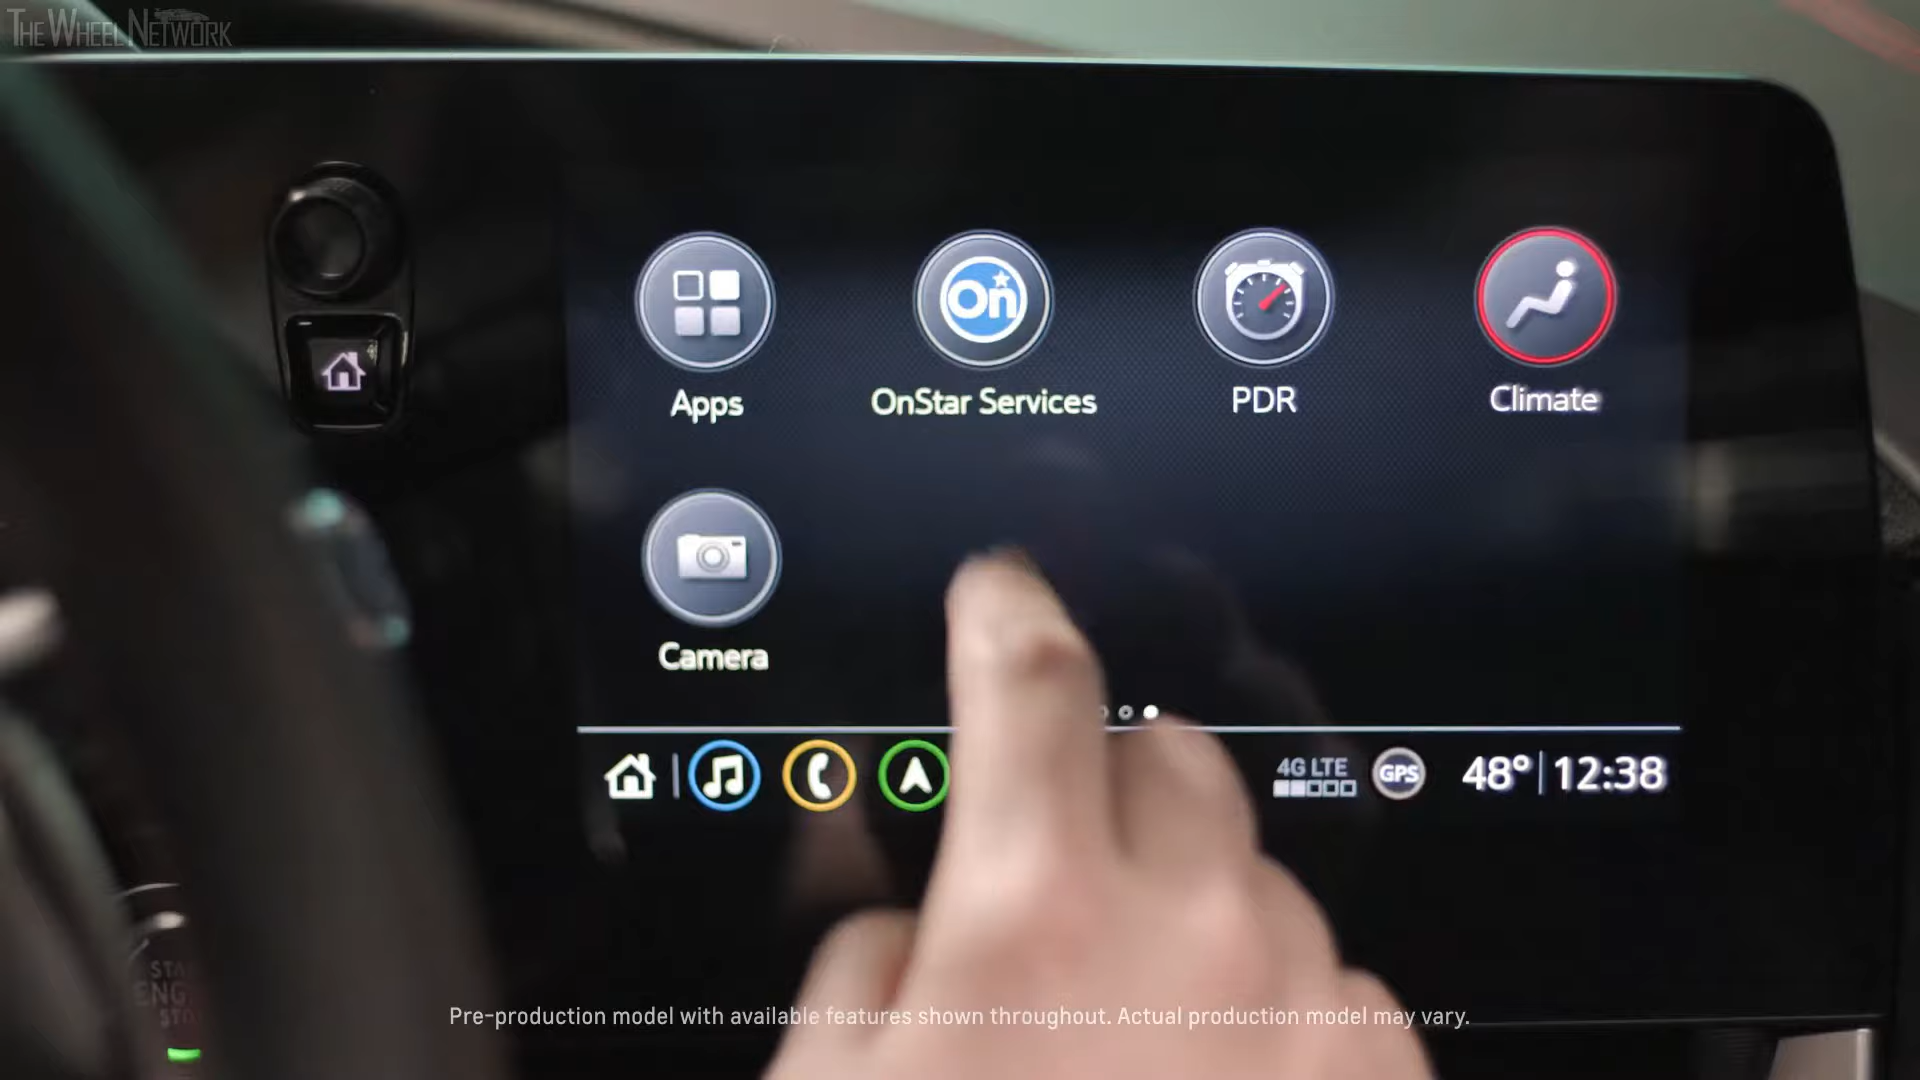 THE WHEEL NETWORK
On
Apps
OnStar Services
PDR
Climate
Camera
4G LTE
GPS
48°
12:38
Pre-production model with available features shown throughout. Actual production model may vary.